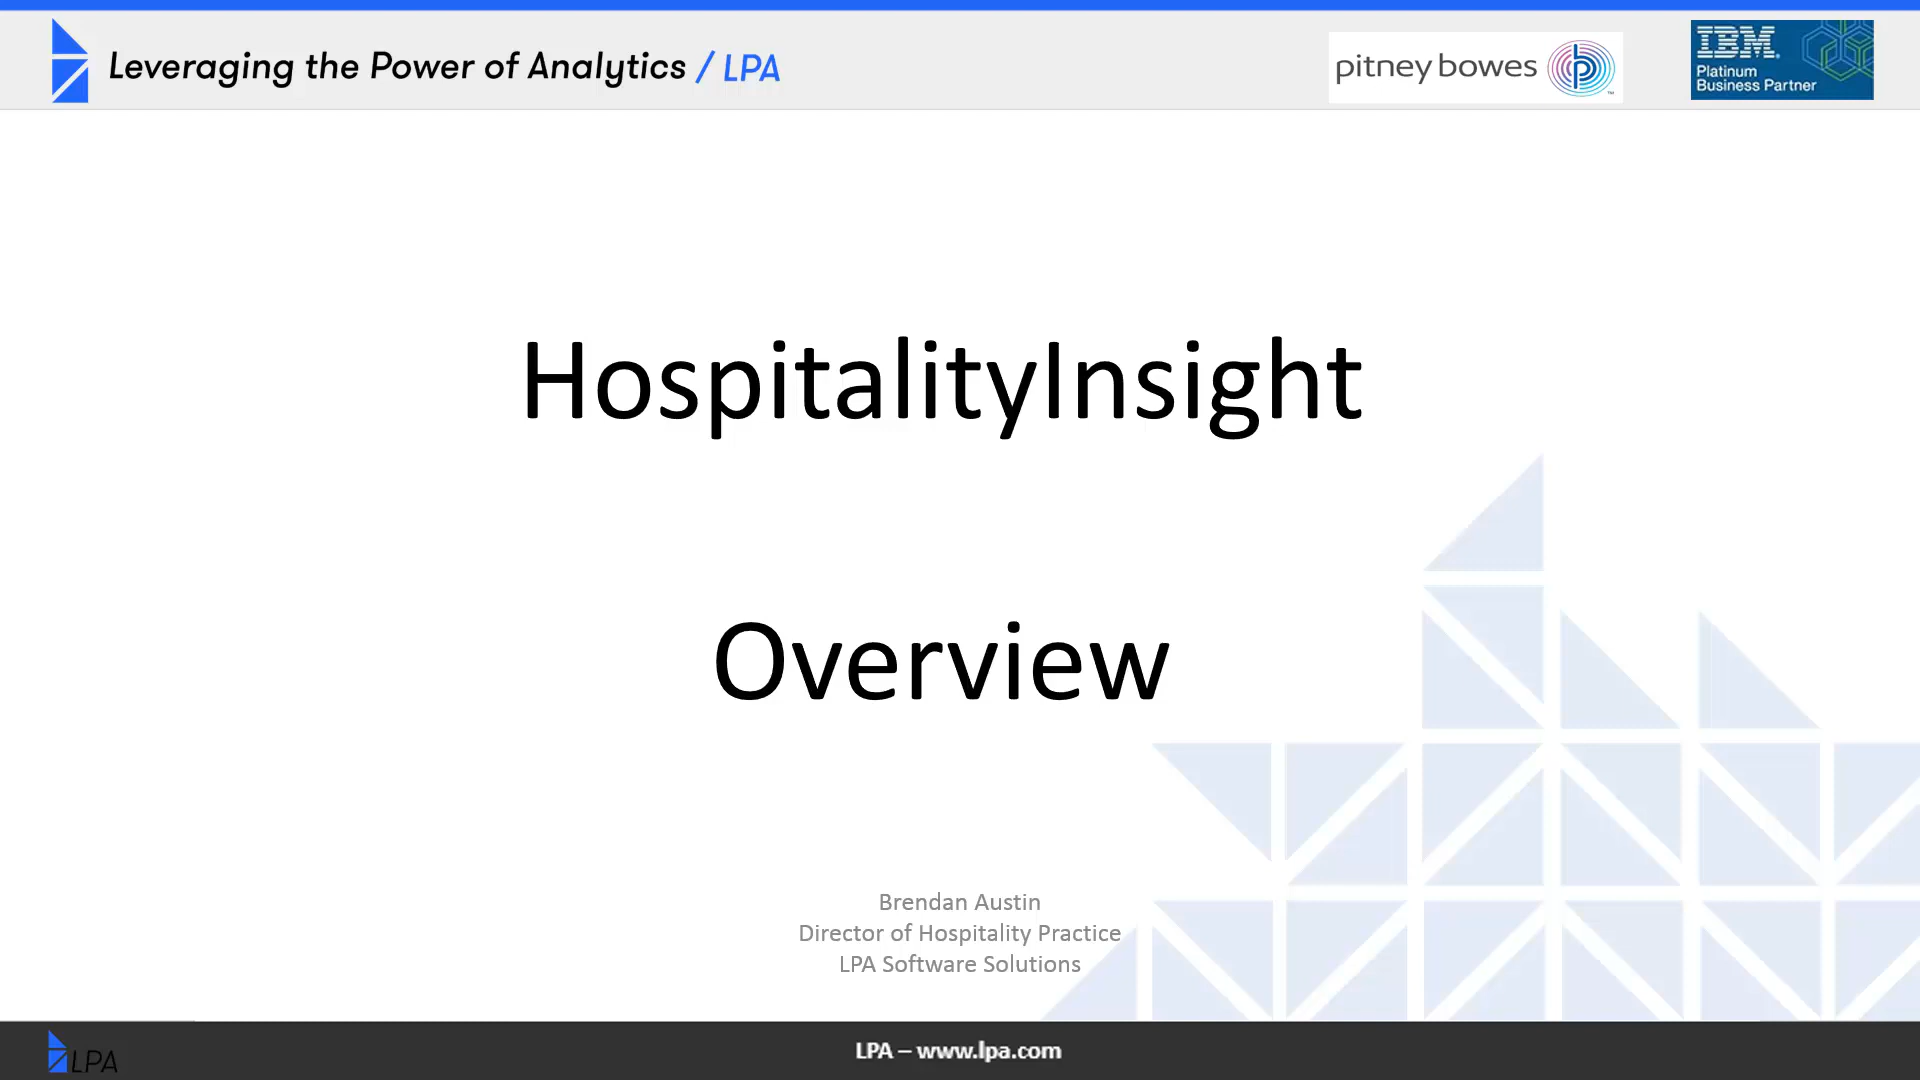 Leveraging the Power of Analytics / LPA
pitney bowes
IBM
Platinum
Business Partner
HospitalityInsight
Overview
Brendan Austin
Director of Hospitality Practice
LPA Software Solutions
LPA
LPA – www.lpa.com